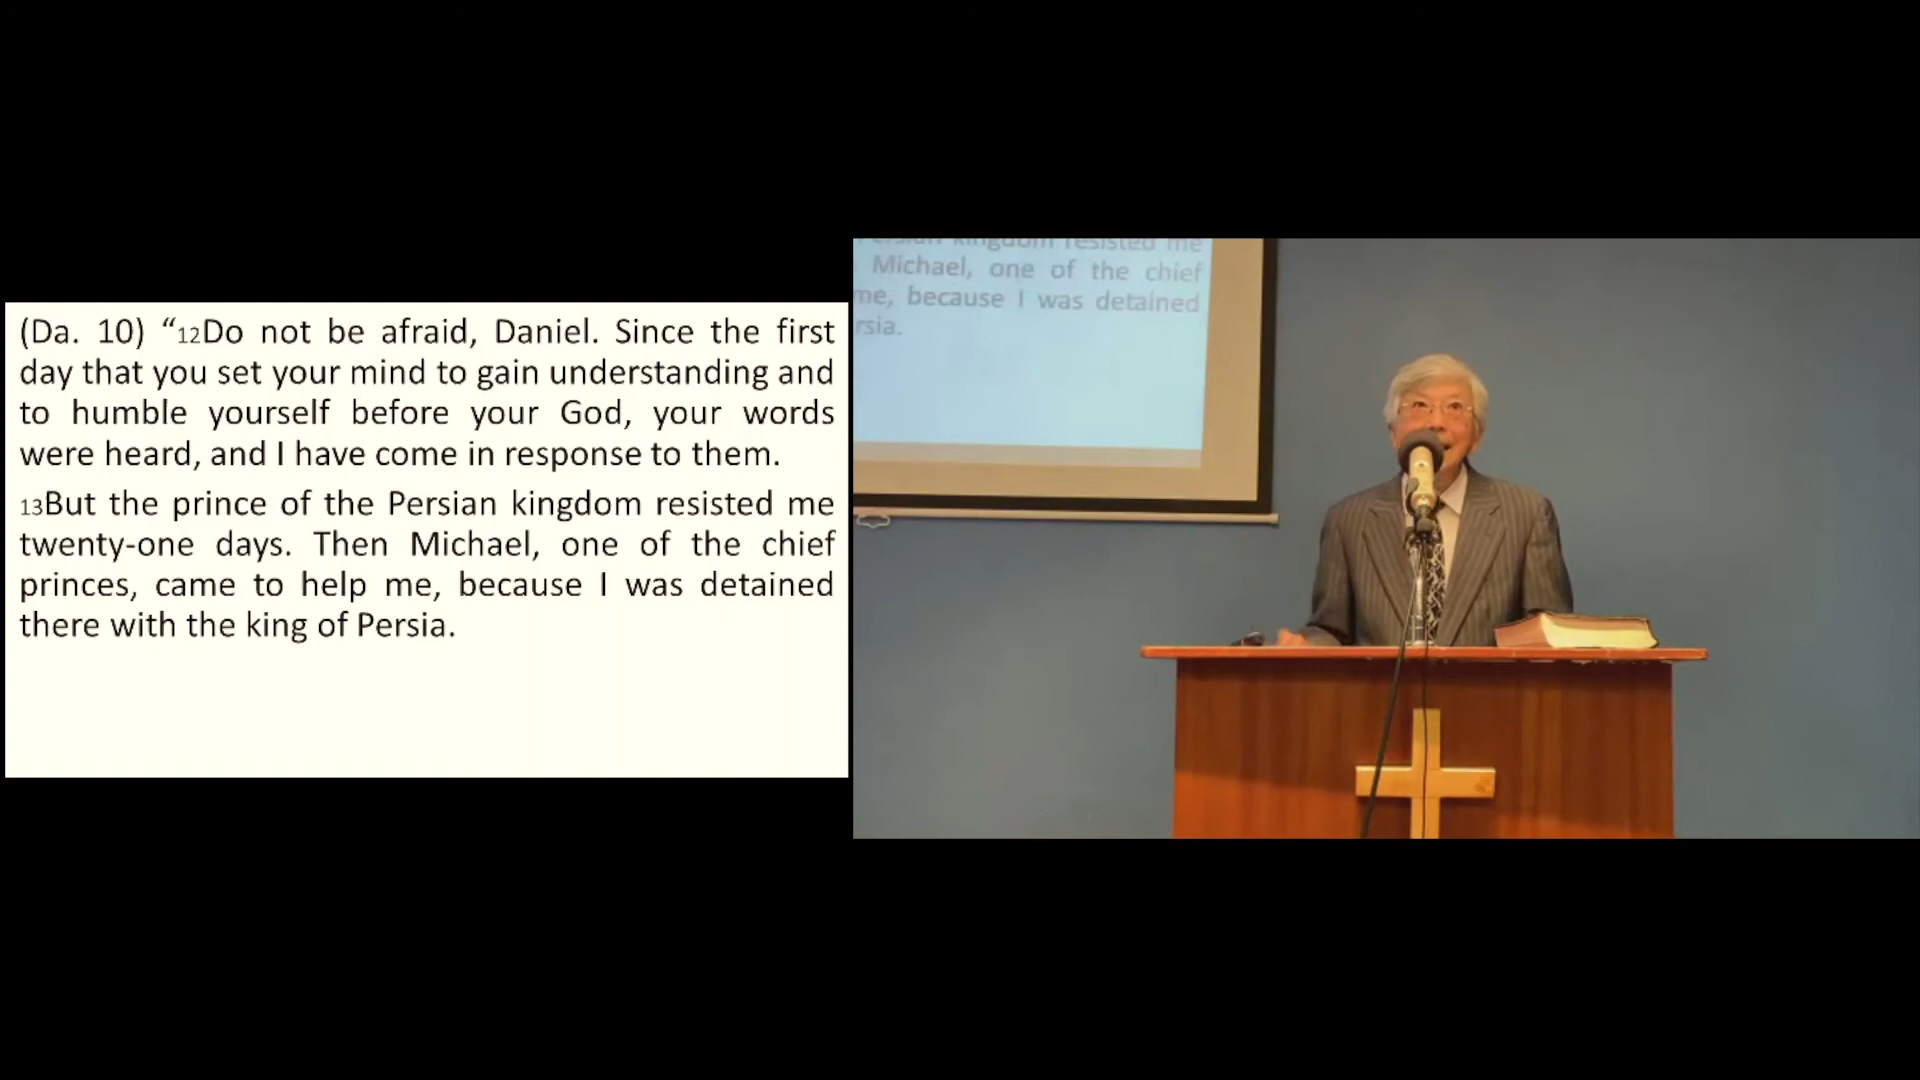 (Da. 10) “12Do not be afraid, Daniel. Since the first
day that you set your mind to gain understanding and
to humble yourself before your God, your words
were heard, and I have come in response to them.
13But the prince of the Persian kingdom resisted me
twenty-one days. Then Michael, one of the chief
princes, came to help me, because I was detained
there with the king of Persia.
Persian kingdom resisted me
Michael, one of the chief
me, because I was detained
rsia.